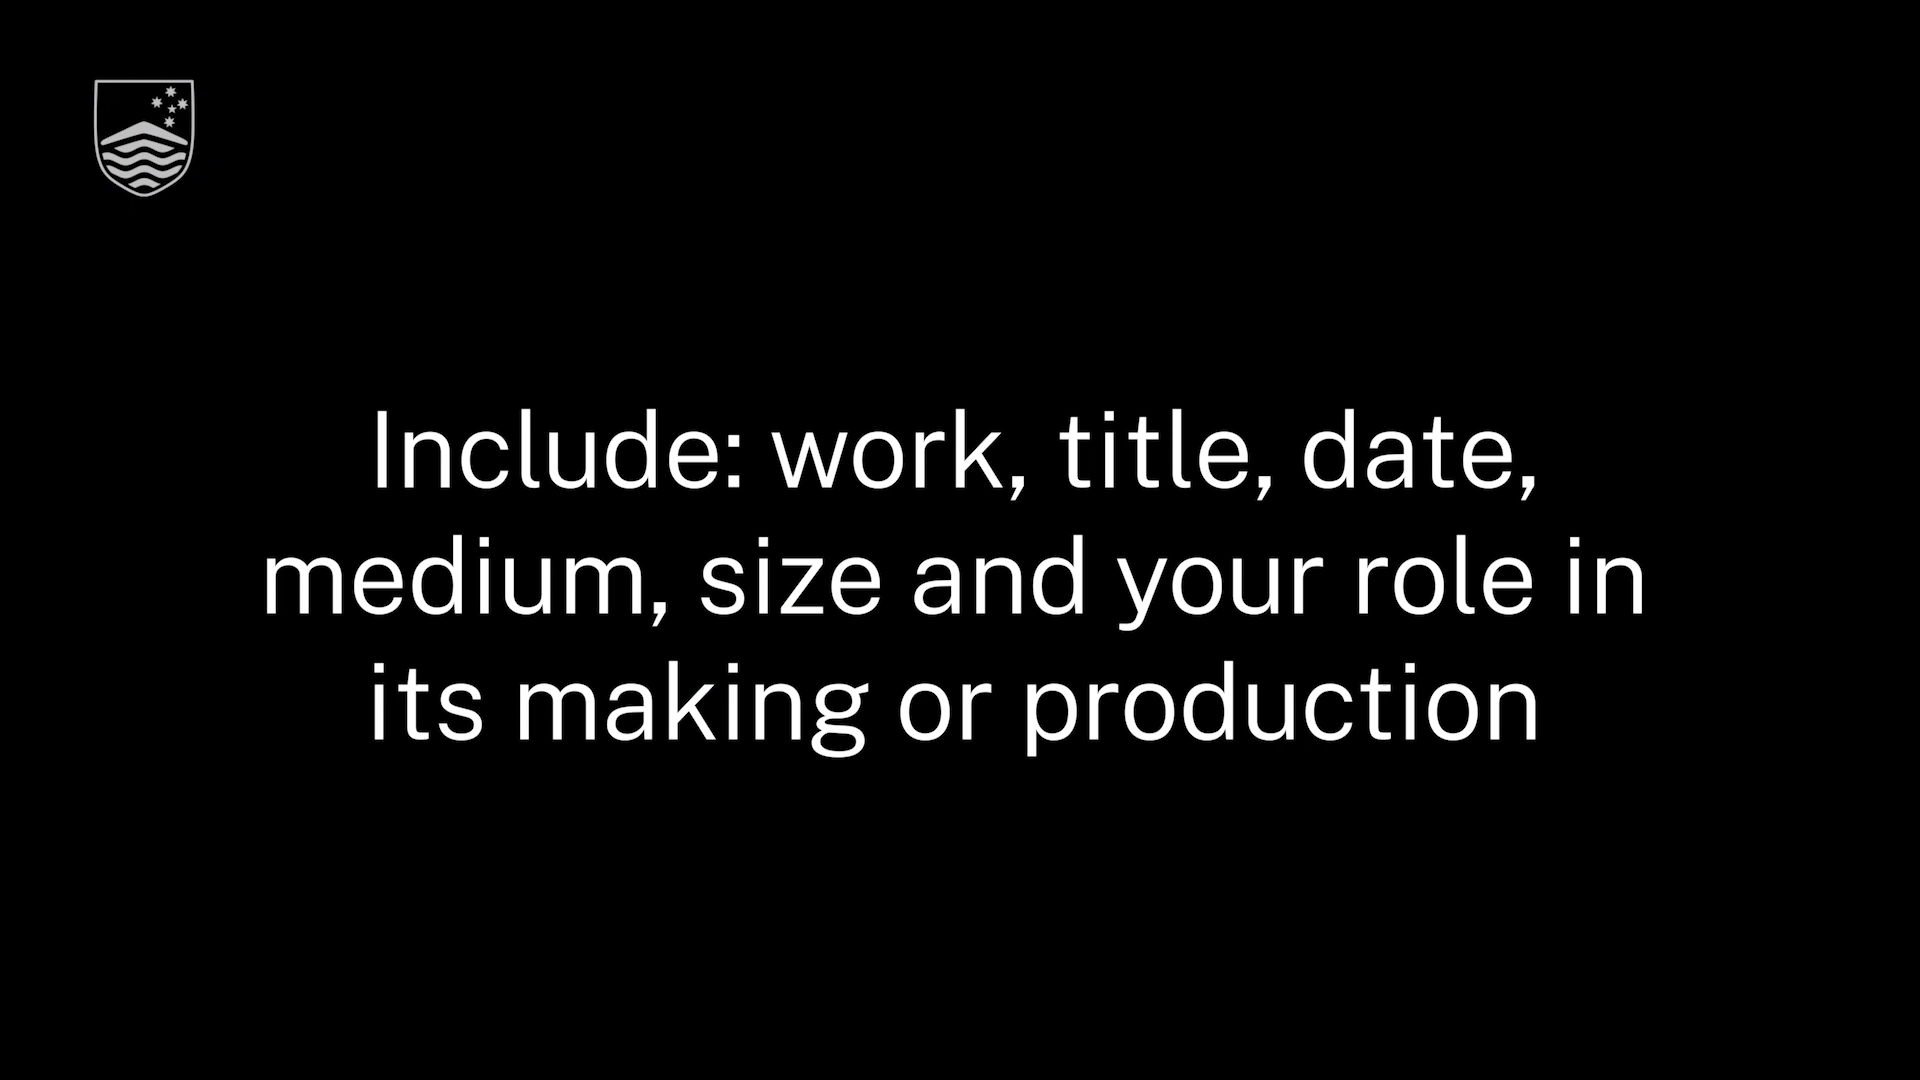 Include: work, title, date,
medium, size and your role in
its making or production